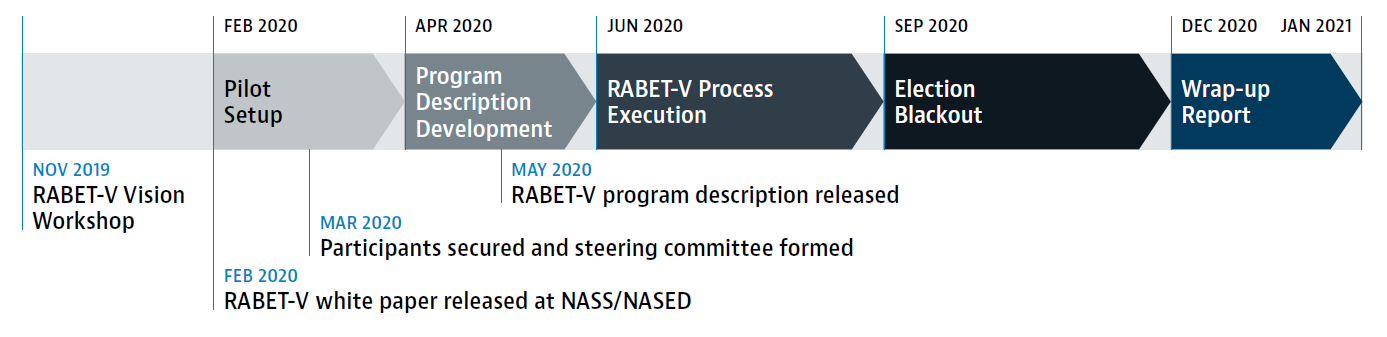 FEB 2020
APR 2020
JUN 2020
SEP 2020
DEC 2020
JAN 2021
Pilot
Setup
Program
Description
Development
RABET-V Process
Execution
Election
Blackout
Wrap-up
Report
NOV 2019
RABET-V Vision
Workshop
MAY 2020
RABET-V program description released
MAR 2020
Participants secured and steering committee formed
FEB 2020
RABET-V white paper released at NASS/NASED